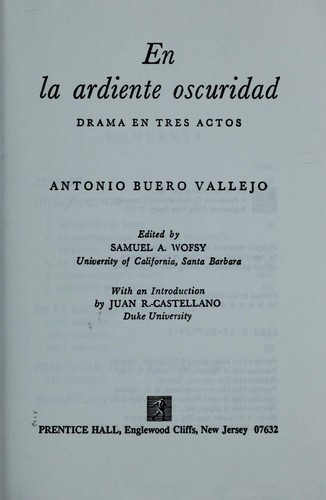 En
la ardiente oscuridad
DRAMA EN TRES ACTOS
ANTONIO BUERO VALLEJO
Edited by
SAMUEL A. WOFSY
University of California, Santa Barbara
With an Introduction
by JUAN R.-CASTELLANO
Duke University
PRENTICE HALL, Englewood Cliffs, New Jersey 07632